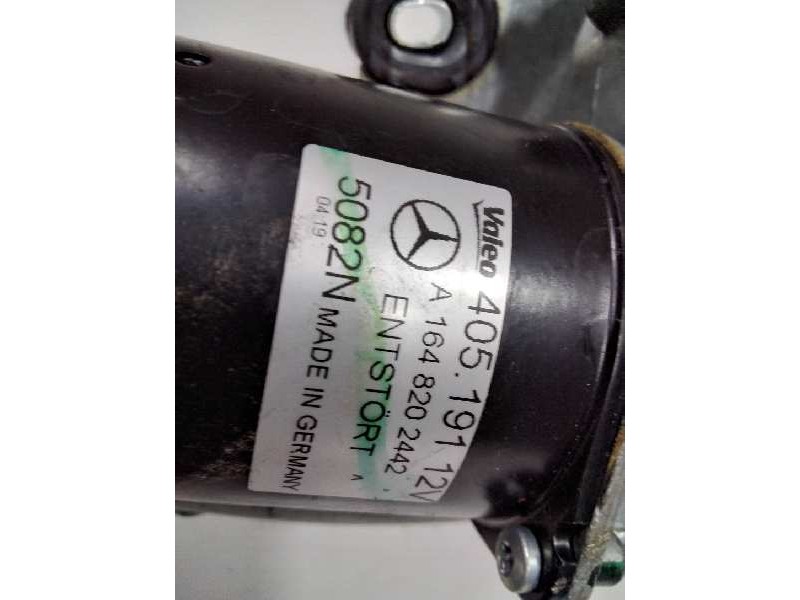 Valeo 405.191 12V
A 164 820 2442
ENTSTÖRT
5082N MADE IN GERMANY
04.19